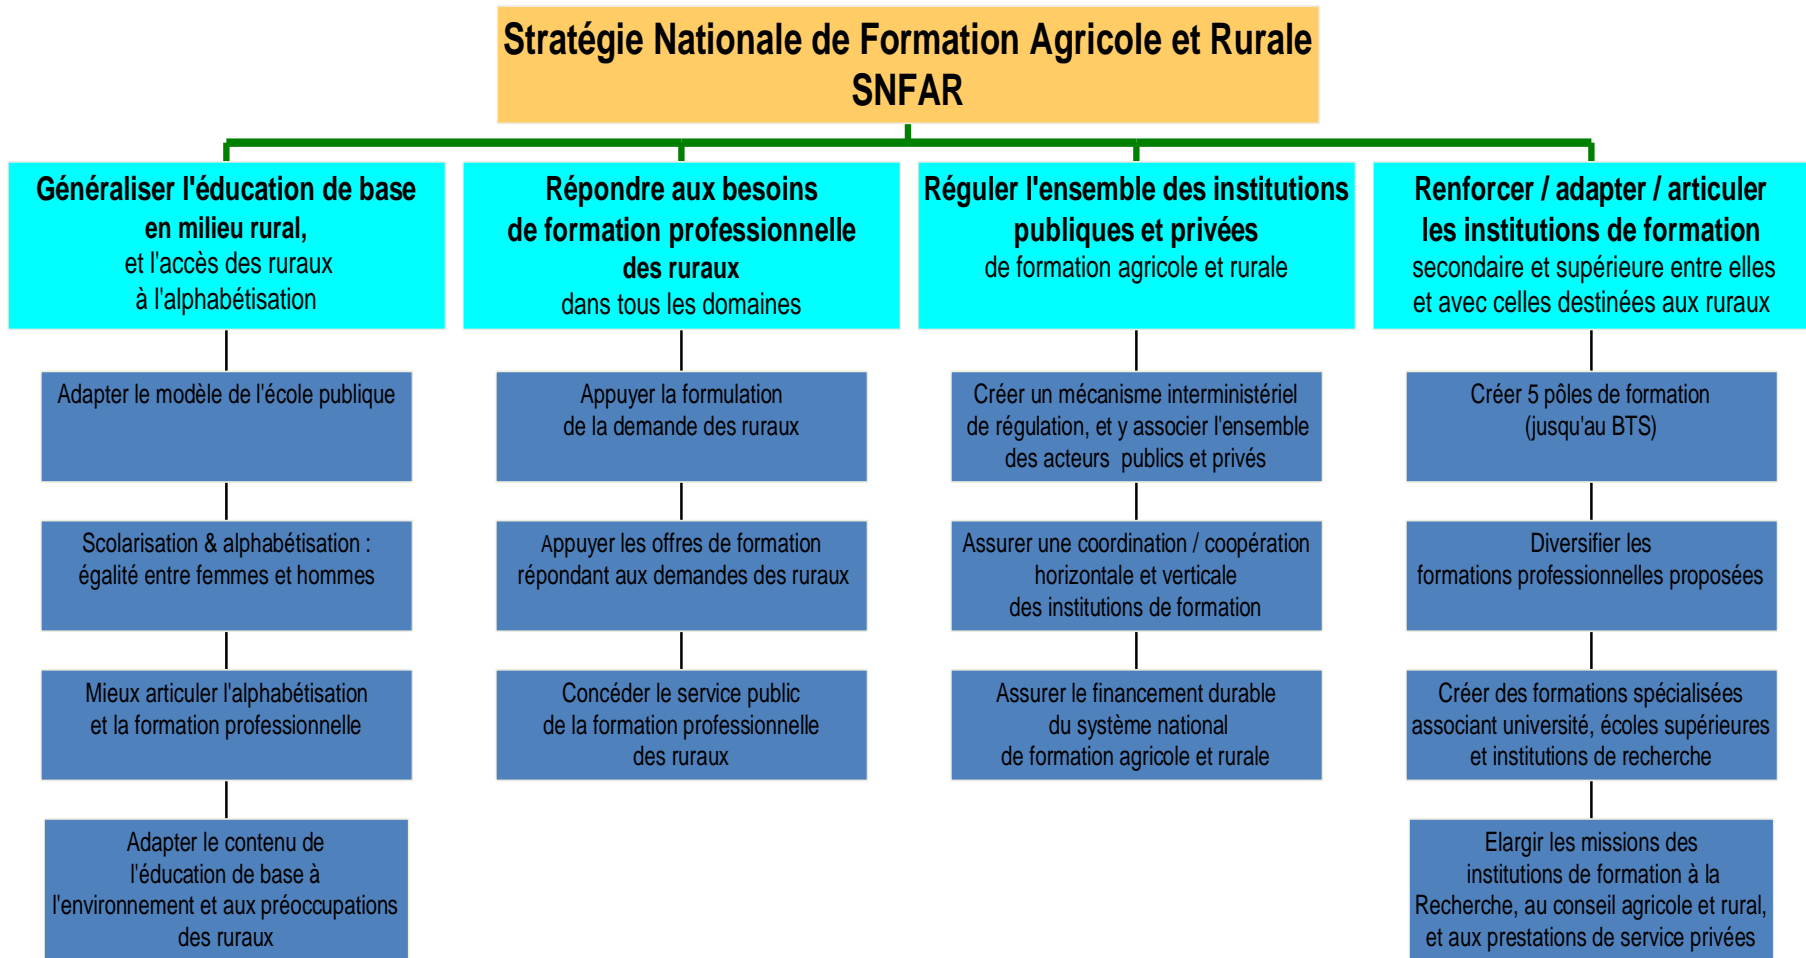 Stratégie Nationale de Formation Agricole et Rurale
SNFAR
Généraliser l'éducation de base
en milieu rural,
et l'accès des ruraux
à l'alphabétisation
Adapter le modèle de l'école publique
Scolarisation & alphabétisation :
égalité entre femmes et hommes
Mieux articuler l'alphabétisation
et la formation professionnelle
Adapter le contenu de
l'éducation de base à
l'environnement et aux préoccupations
des ruraux
Répondre aux besoins
de formation professionnelle
des ruraux
dans tous les domaines
Appuyer la formulation
de la demande des ruraux
Appuyer les offres de formation
répondant aux demandes des ruraux
Concéder le service public
de la formation professionnelle
des ruraux
Réguler l'ensemble des institutions
publiques et privées
de formation agricole et rurale
Créer un mécanisme interministériel
de régulation, et y associer l'ensemble
des acteurs publics et privés
Assurer une coordination / coopération
horizontale et verticale
des institutions de formation
Assurer le financement durable
du système national
de formation agricole et rurale
Renforcer / adapter / articuler
les institutions de formation
secondaire et supérieure entre elles
et avec celles destinées aux ruraux
Créer 5 pôles de formation
(jusqu'au BTS)
Diversifier les
formations professionnelles proposées
Créer des formations spécialisées
associant université, écoles supérieures
et institutions de recherche
Elargir les missions des
institutions de formation à la
Recherche, au conseil agricole et rural,
et aux prestations de service privées